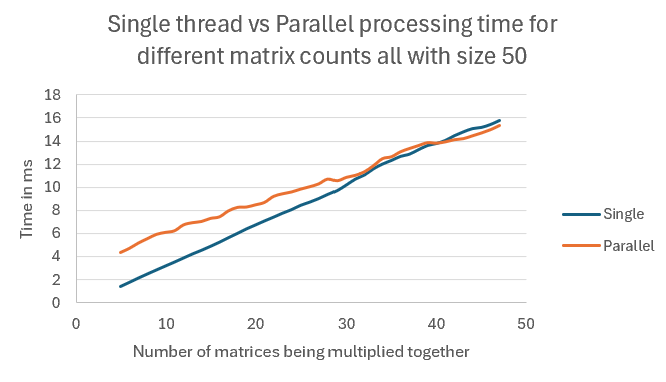 Single thread vs Parallel processing time for
different matrix counts all with size 50
18
16
14
12
10
8
6
4
2
0
Time in ms
0 10 20 30 40 50
Number of matrices being multiplied together
Single
Parallel